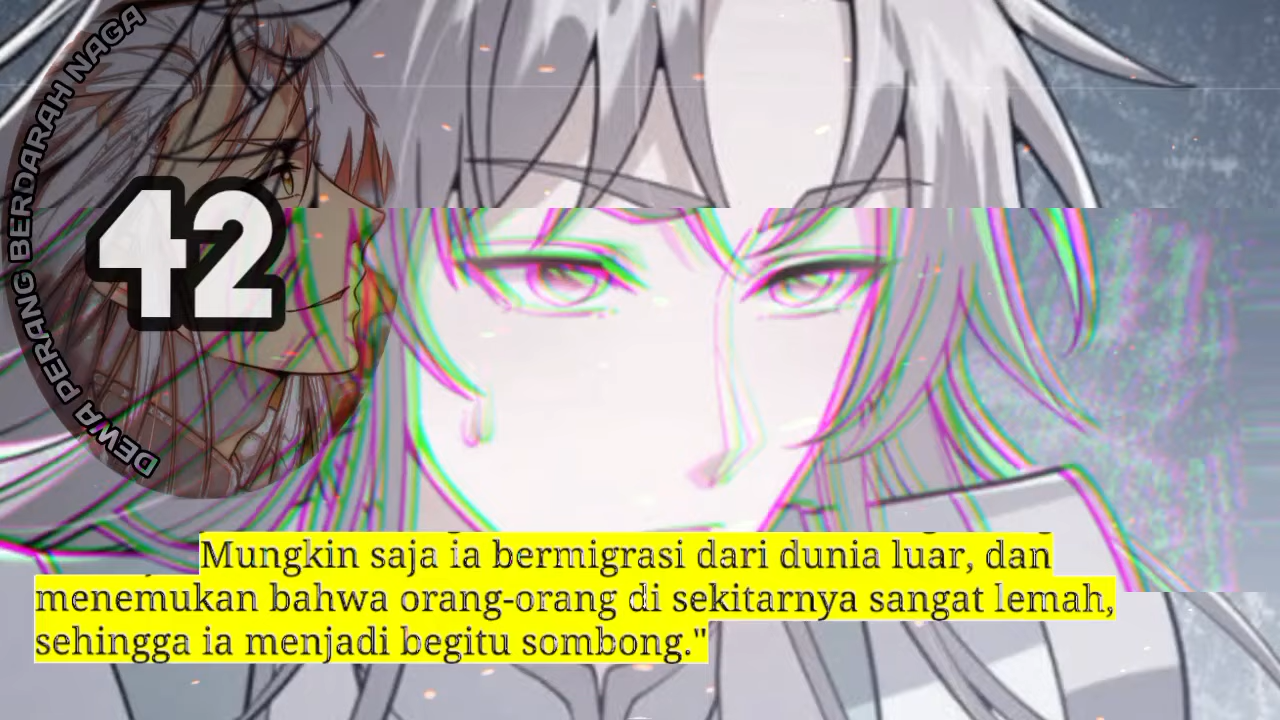 DEWA PERANG BERDARAH NAGA
42
Mungkin saja ia bermigrasi dari dunia luar, dan
menemukan bahwa orang-orang di sekitarnya sangat lemah,
sehingga ia menjadi begitu sombong."